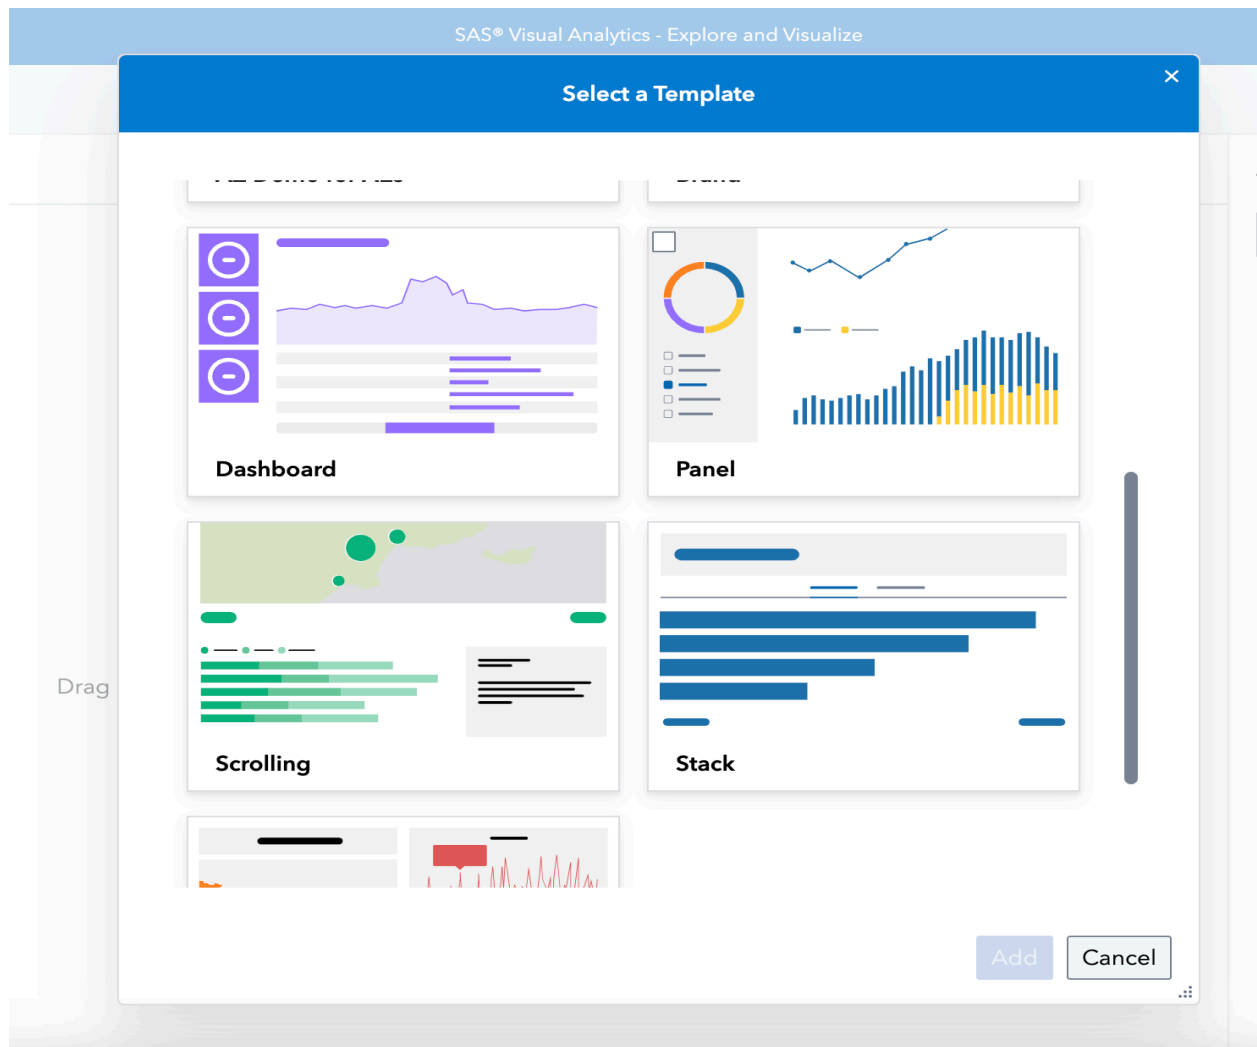 SAS® Visual Analytics - Explore and Visualize
Select a Template
Dashboard
Panel
Scrolling
Stack
Drag
Add
Cancel